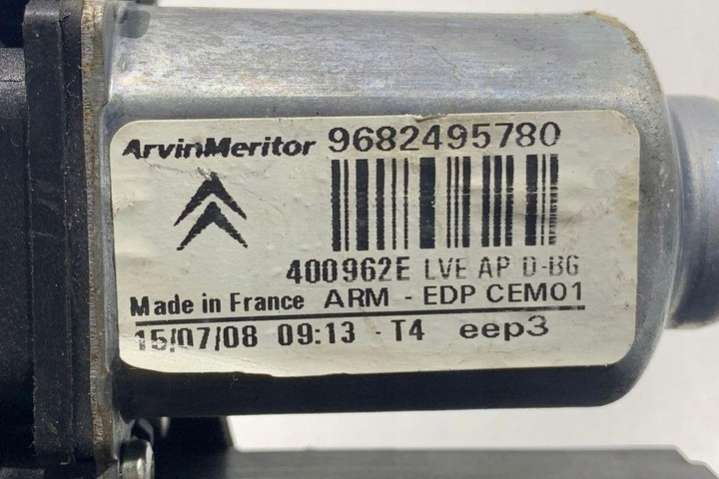 ArvinMeritor 9682495780
400962E LVE AP D-BG
Made in France ARM - EDP CEM01
15/07/08 09:13 - T4 eep3